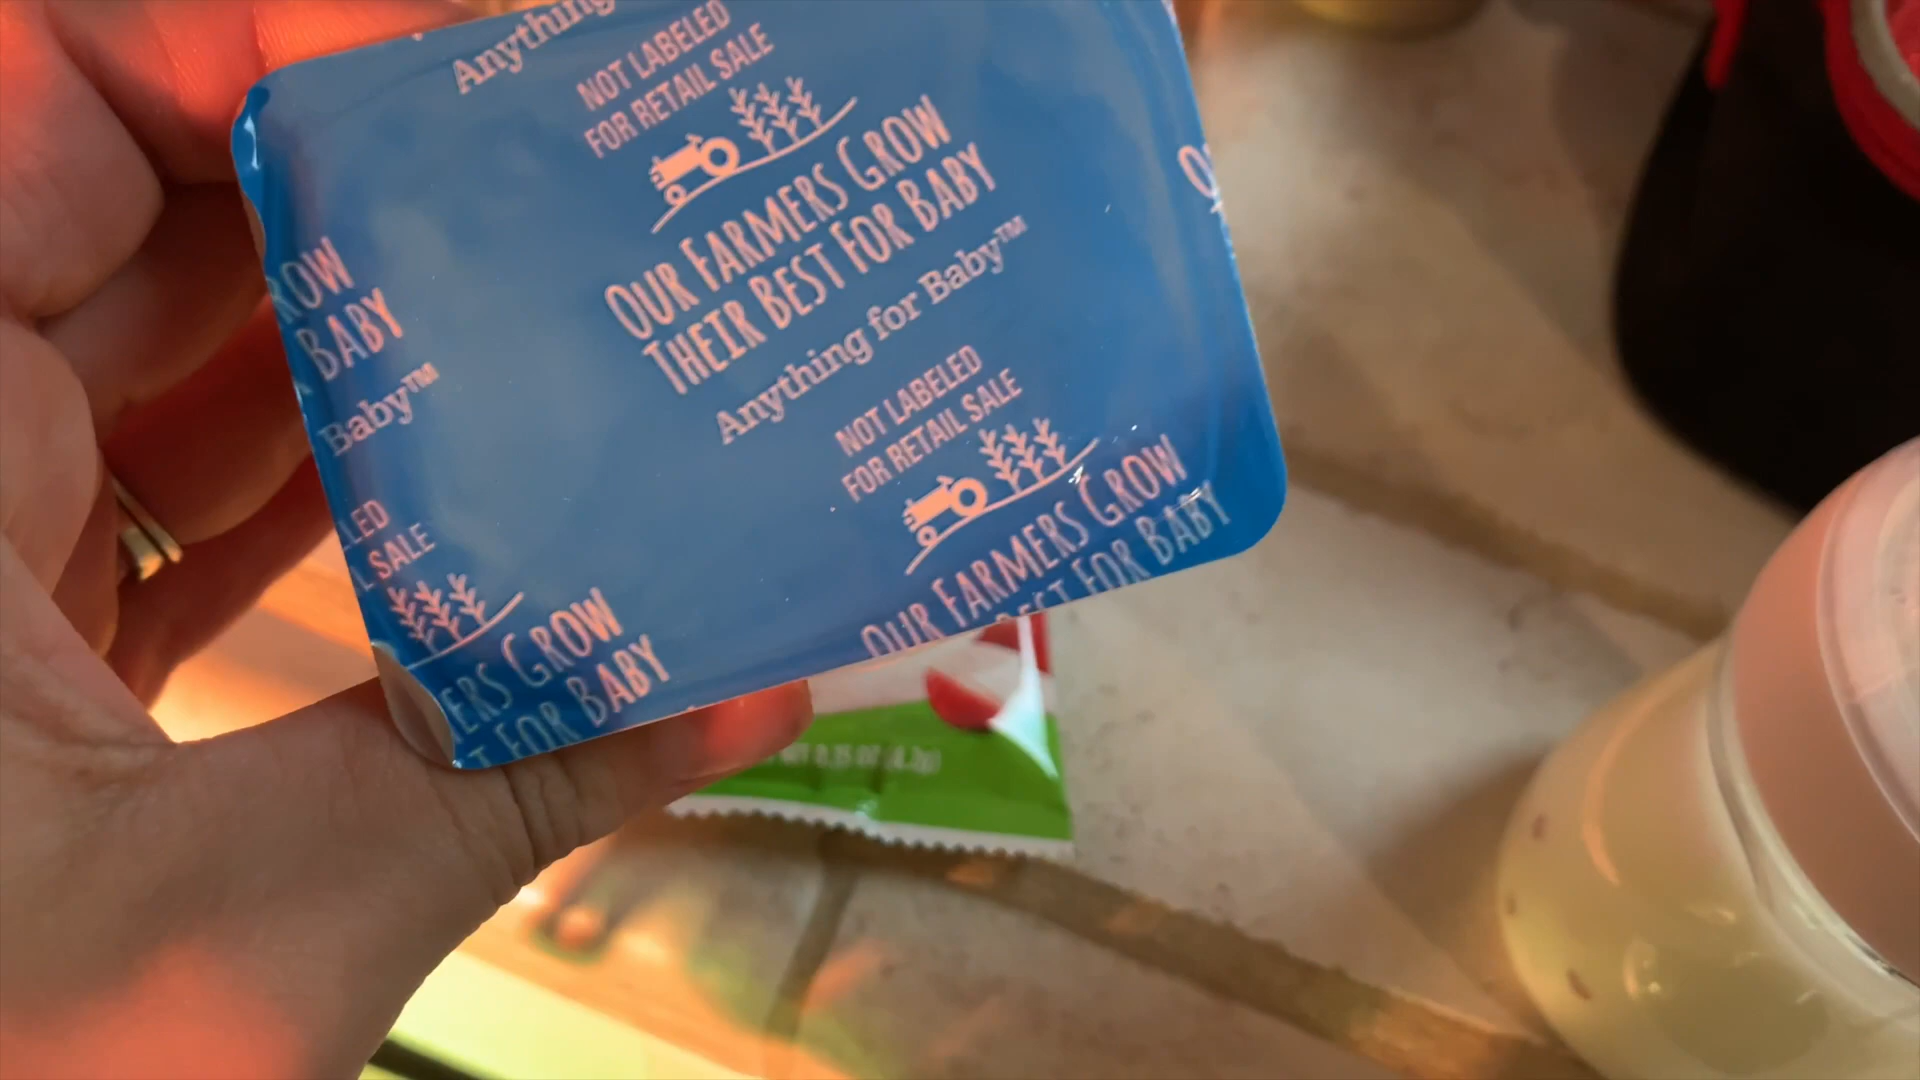 Anything
NOT LABELED
FOR RETAIL SALE
OUR FARMERS GROW
THEIR BEST FOR BABY
Anything for Baby™
NOT LABELED
FOR RETAIL SALE
OUR FARMERS GROW
BEST FOR BABY
ROW
BABY
Baby™
LED
SALE
ERS GROW
T FOR BABY